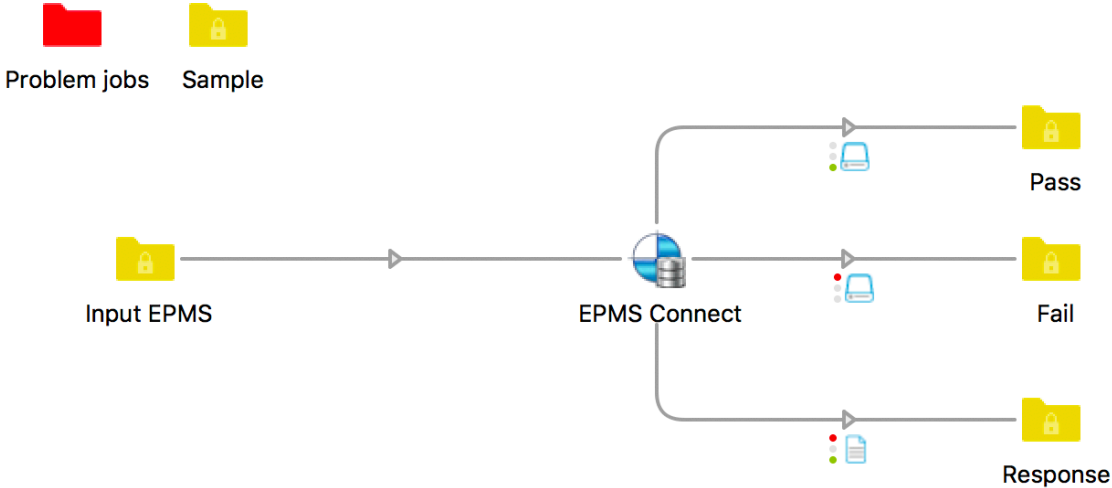 Problem jobs
Sample
Pass
Input EPMS
EPMS Connect
Fail
Response